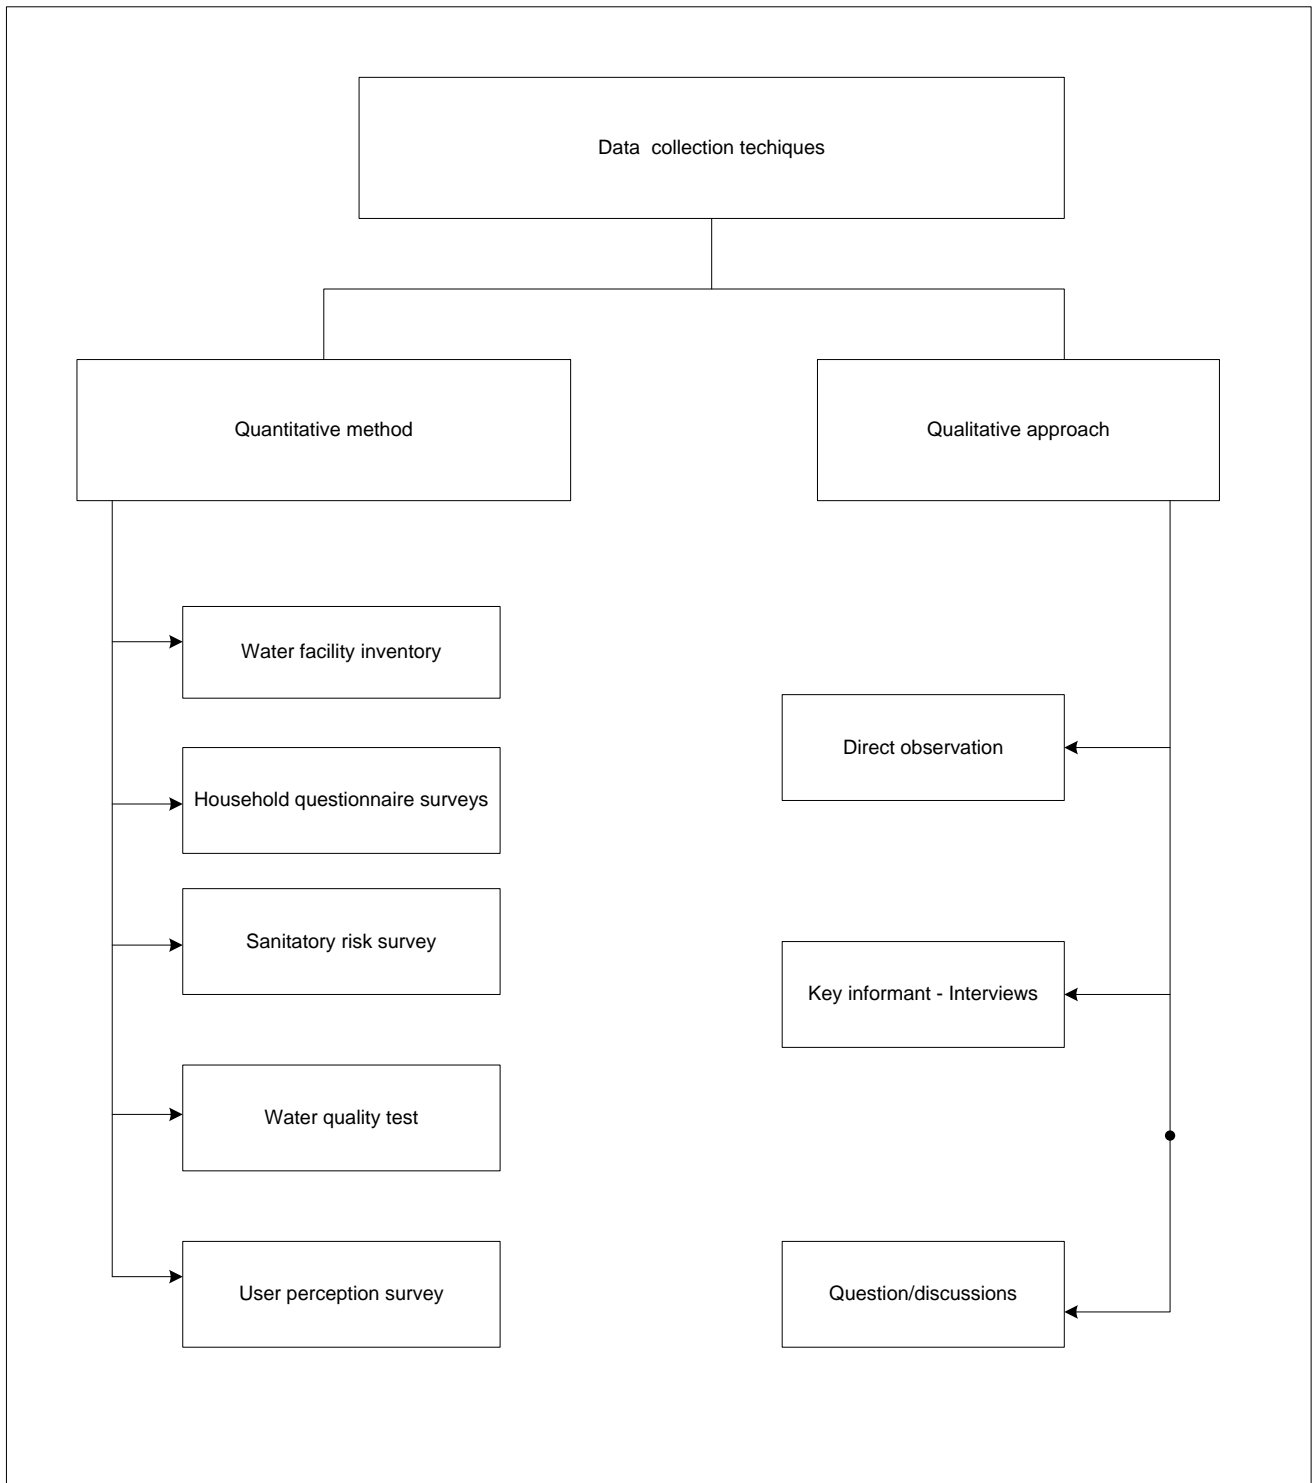 Data collection techiques
Quantitative method
Qualitative approach
Water facility inventory
Household questionnaire surveys
Sanitatory risk survey
Water quality test
User perception survey
Direct observation
Key informant - Interviews
Question/discussions